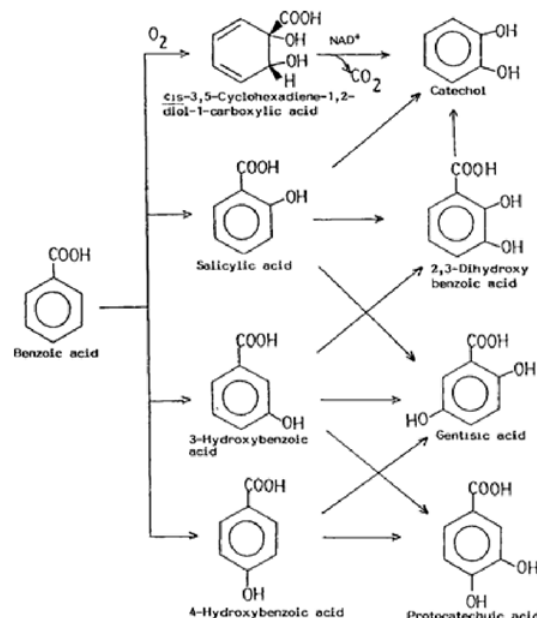 O2
COOH
OH
OH
H
NAD+
CO2
OH
OH
cis-3,5-Cyclohexadiene-1,2-
diol-1-carboxylic acid
Catechol
COOH
OH
Salicylic acid
COOH
OH
OH
2,3-Dihydroxy
benzoic acid
COOH
Benzoic acid
COOH
OH
3-Hydroxybenzoic
acid
COOH
OH
HO
Gentisic acid
COOH
OH
4-Hydroxybenzoic acid
COOH
OH
OH
Protocatechuic acid